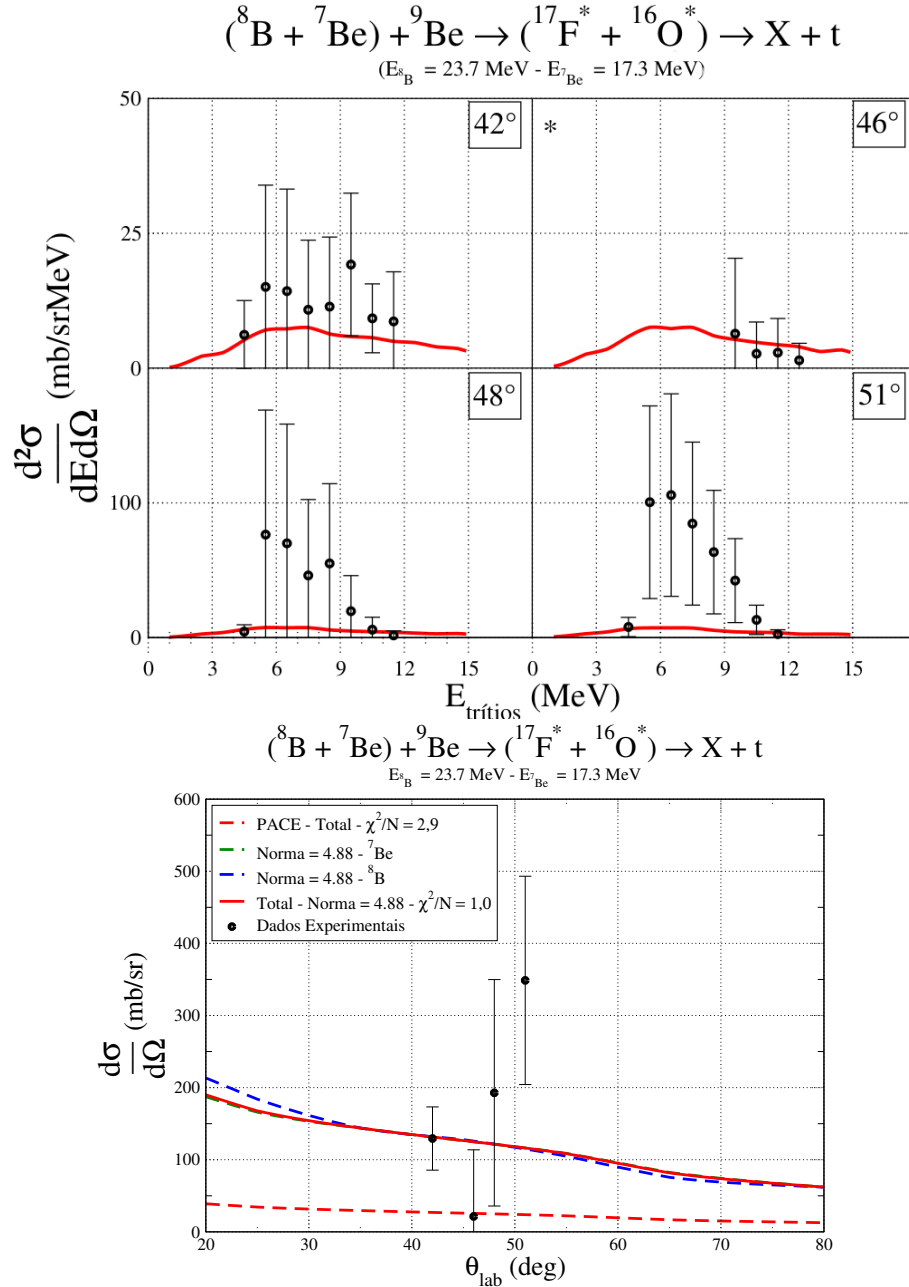 (⁸B + ⁷Be) + ⁹Be → (¹⁷F* + ¹⁶O*) → X + t
(E⁸B = 23.7 MeV - E⁷Be = 17.3 MeV)
50
42°
*
46°
25
0
48°
51°
100
0
d²σ/dEdΩ (mb/srMeV)
0 3 6 9 12 15 0 3 6 9 12 15
E trítios (MeV)
(⁸B + ⁷Be) + ⁹Be → (¹⁷F* + ¹⁶O*) → X + t
E⁸B = 23.7 MeV - E⁷Be = 17.3 MeV
600
PACE - Total - χ²/N = 2,9
Norma = 4.88 - ⁷Be
Norma = 4.88 - ⁸B
Total - Norma = 4.88 - χ²/N = 1,0
Dados Experimentais
500
400
300
200
100
0
dσ/dΩ (mb/sr)
20 30 40 50 60 70 80
θlab (deg)